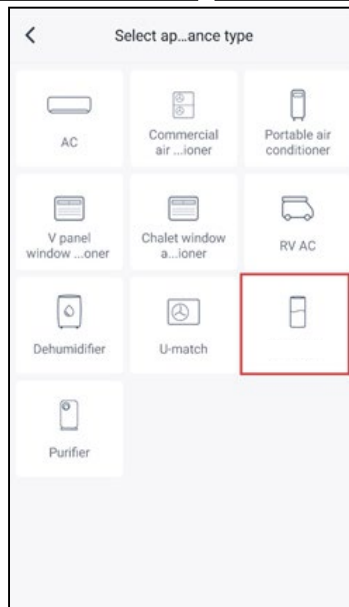 Select ap...ance type
AC
Commercial
air ...ioner
Portable air
conditioner
V panel
window ...oner
Chalet window
a...ioner
RV AC
Dehumidifier
U-match
Purifier